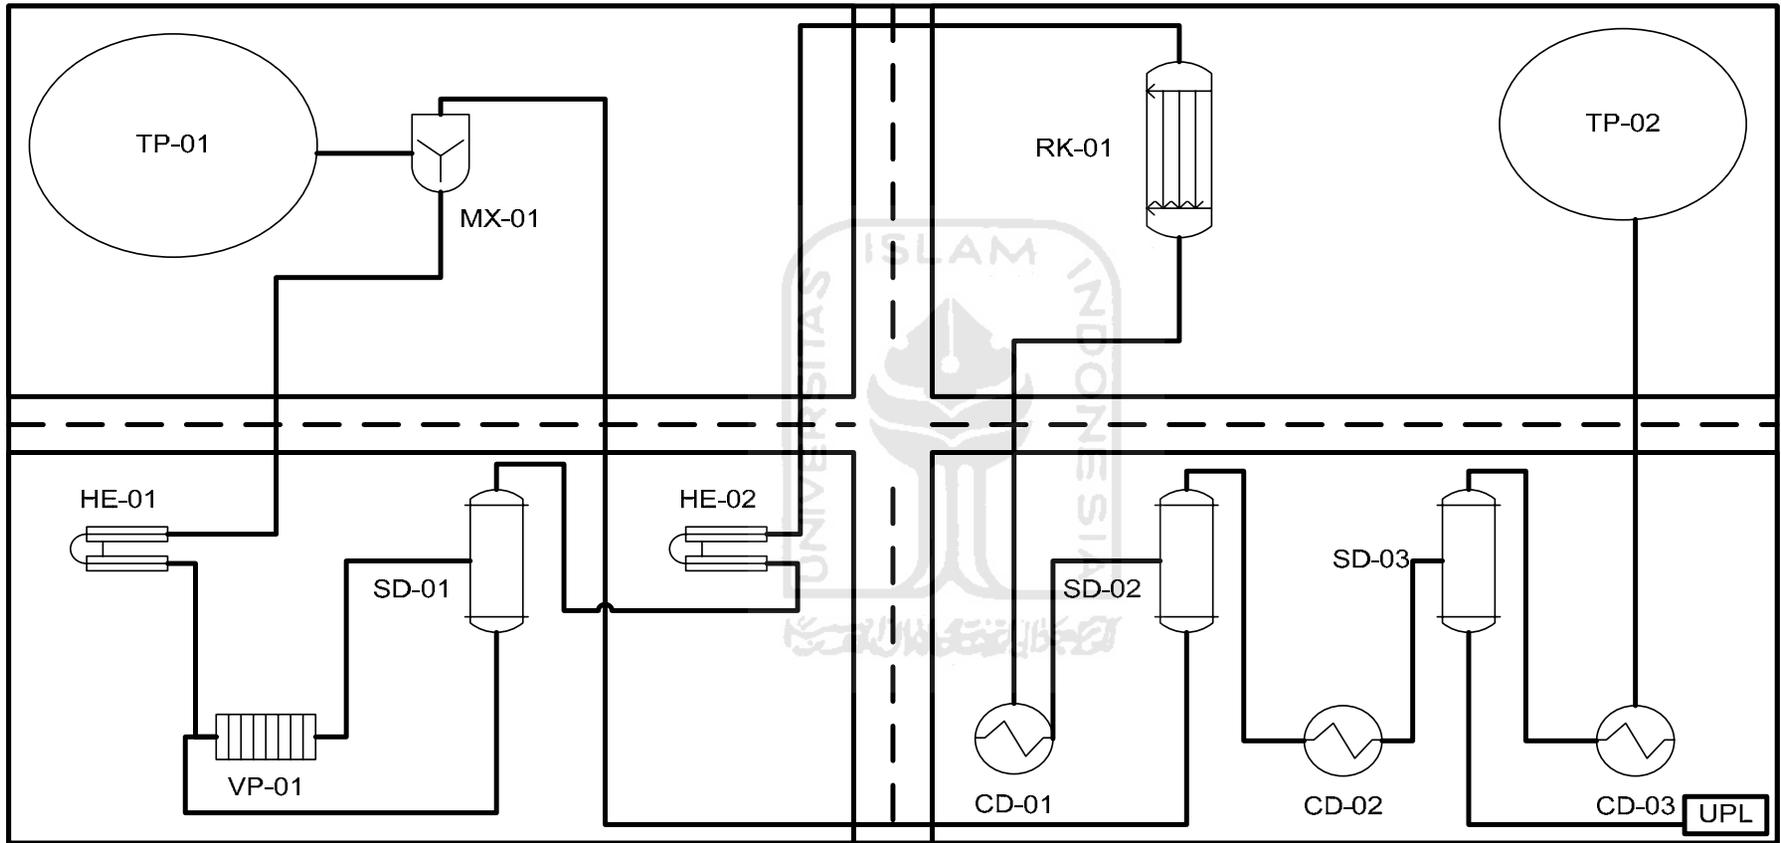 TP-01
MX-01
RK-01
TP-02
HE-01
SD-01
HE-02
VP-01
SD-02
SD-03
CD-01
CD-02
CD-03
UPL
UNIVERSITAS
ISLAM
INDONESIA